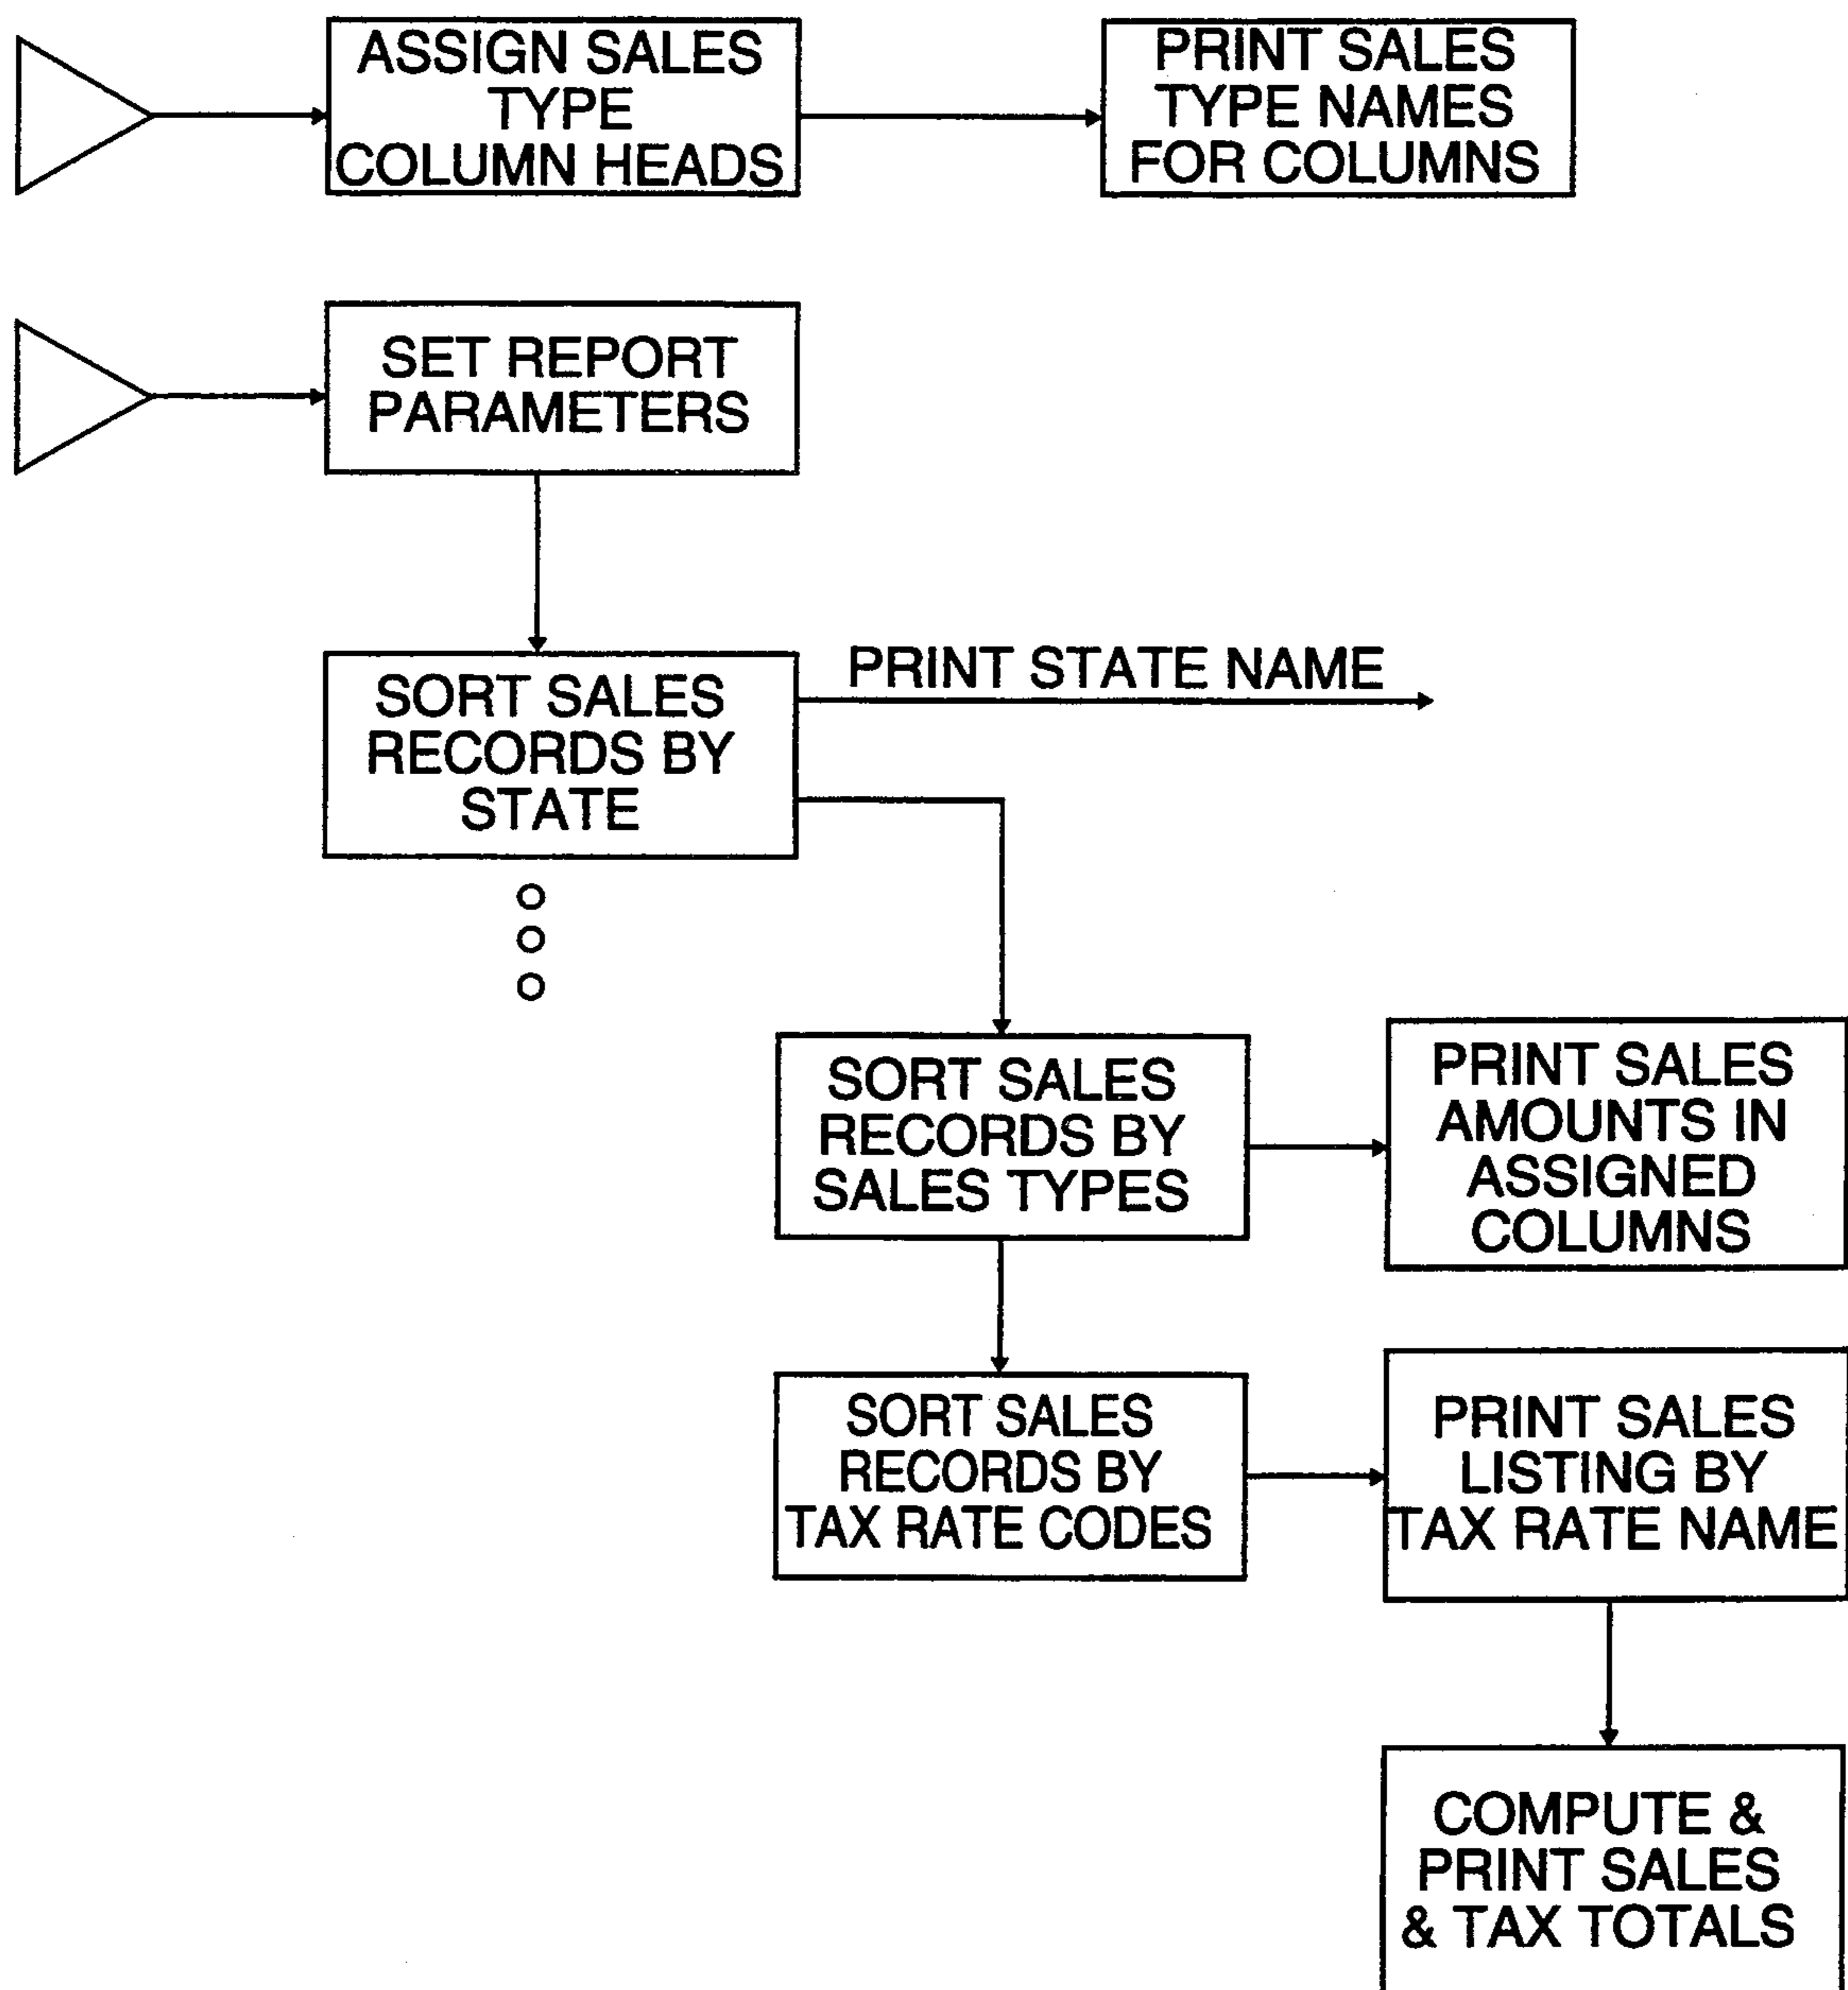 ASSIGN SALES
TYPE
COLUMN HEADS
PRINT SALES
TYPE NAMES
FOR COLUMNS
SET REPORT
PARAMETERS
SORT SALES
RECORDS BY
STATE
PRINT STATE NAME
SORT SALES
RECORDS BY
SALES TYPES
PRINT SALES
AMOUNTS IN
ASSIGNED
COLUMNS
SORT SALES
RECORDS BY
TAX RATE CODES
PRINT SALES
LISTING BY
TAX RATE NAME
COMPUTE &
PRINT SALES
& TAX TOTALS